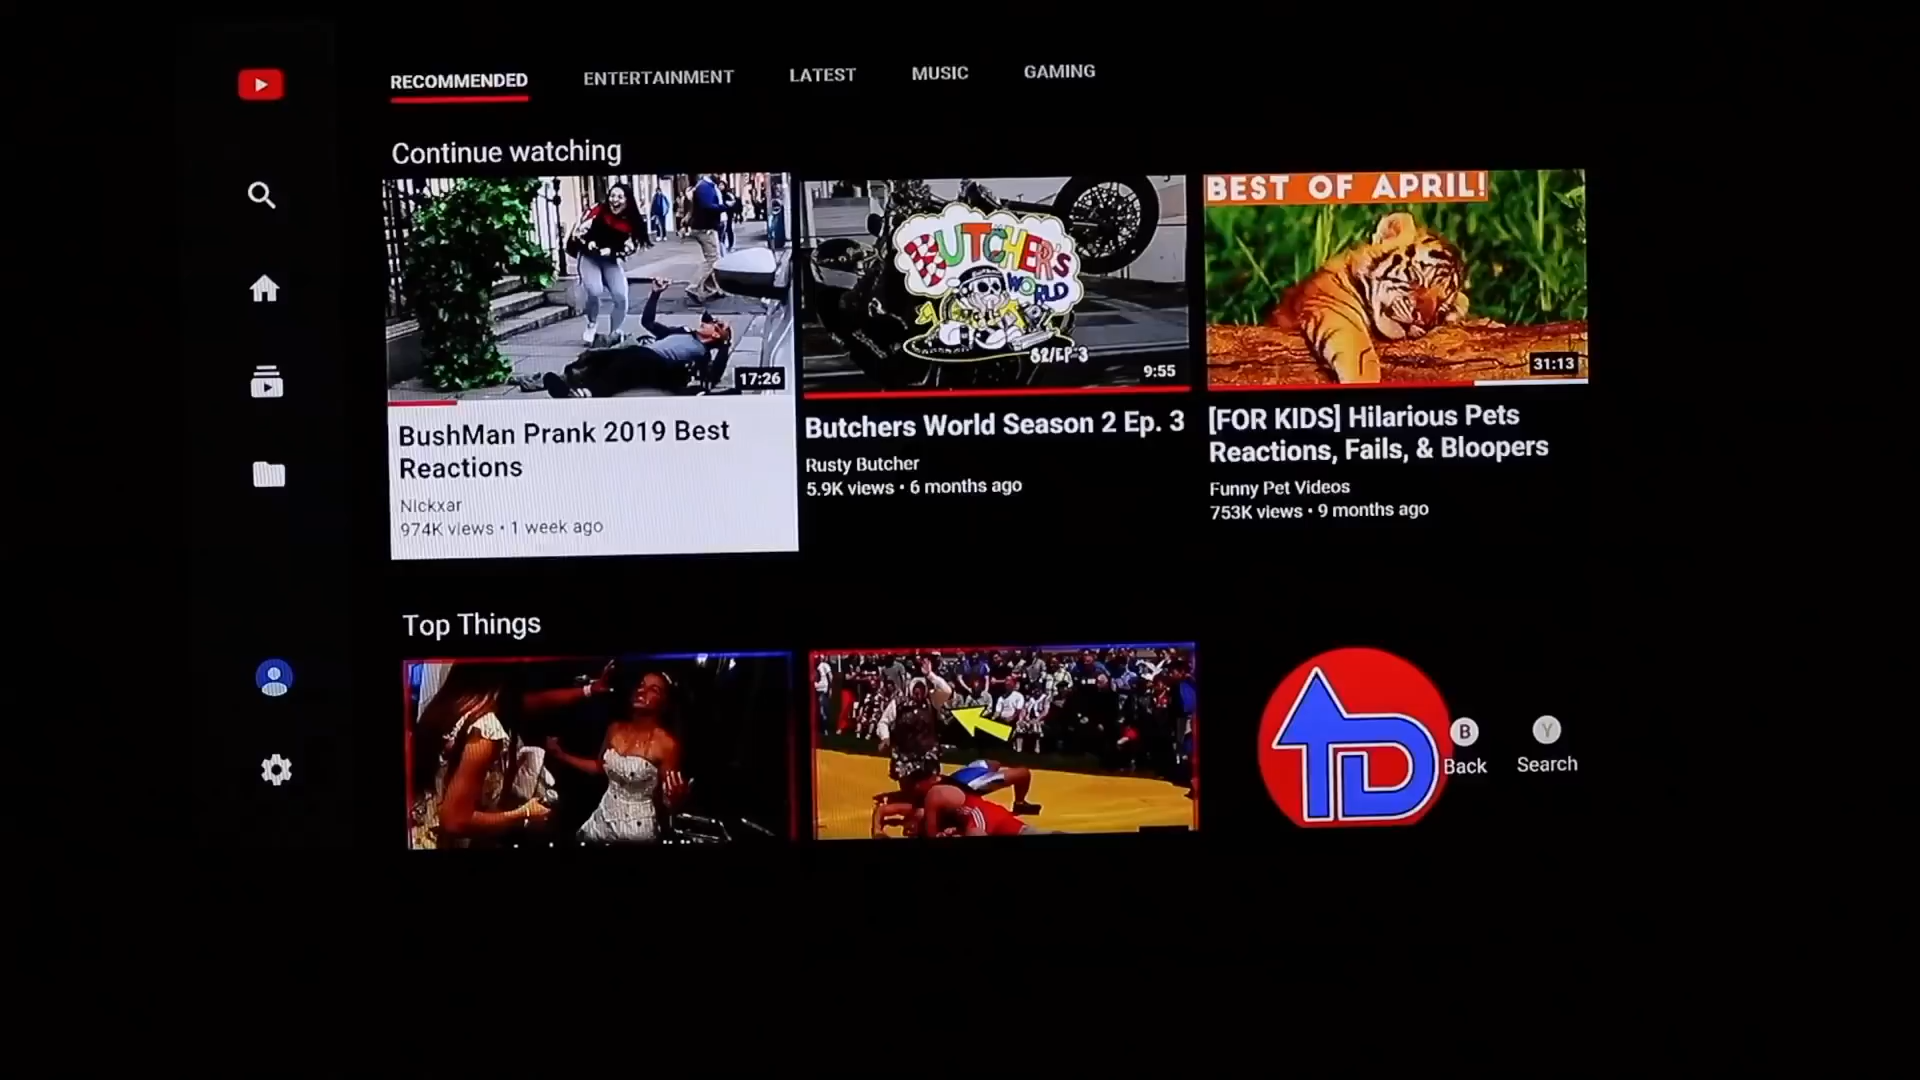 RECOMMENDED ENTERTAINMENT LATEST MUSIC GAMING
Continue watching
17:26
BushMan Prank 2019 Best
Reactions
Nickxar
974K views • 1 week ago
BUTCHER'S
WORLD
S2/EP-3
9:55
Butchers World Season 2 Ep. 3
Rusty Butcher
5.9K views • 6 months ago
BEST OF APRIL!
31:13
[FOR KIDS] Hilarious Pets
Reactions, Fails, & Bloopers
Funny Pet Videos
753K views • 9 months ago
Top Things
B Back
Y Search